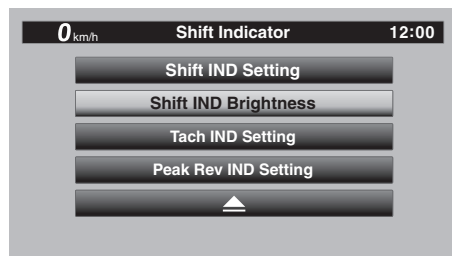 0 km/h Shift Indicator 12:00
Shift IND Setting
Shift IND Brightness
Tach IND Setting
Peak Rev IND Setting